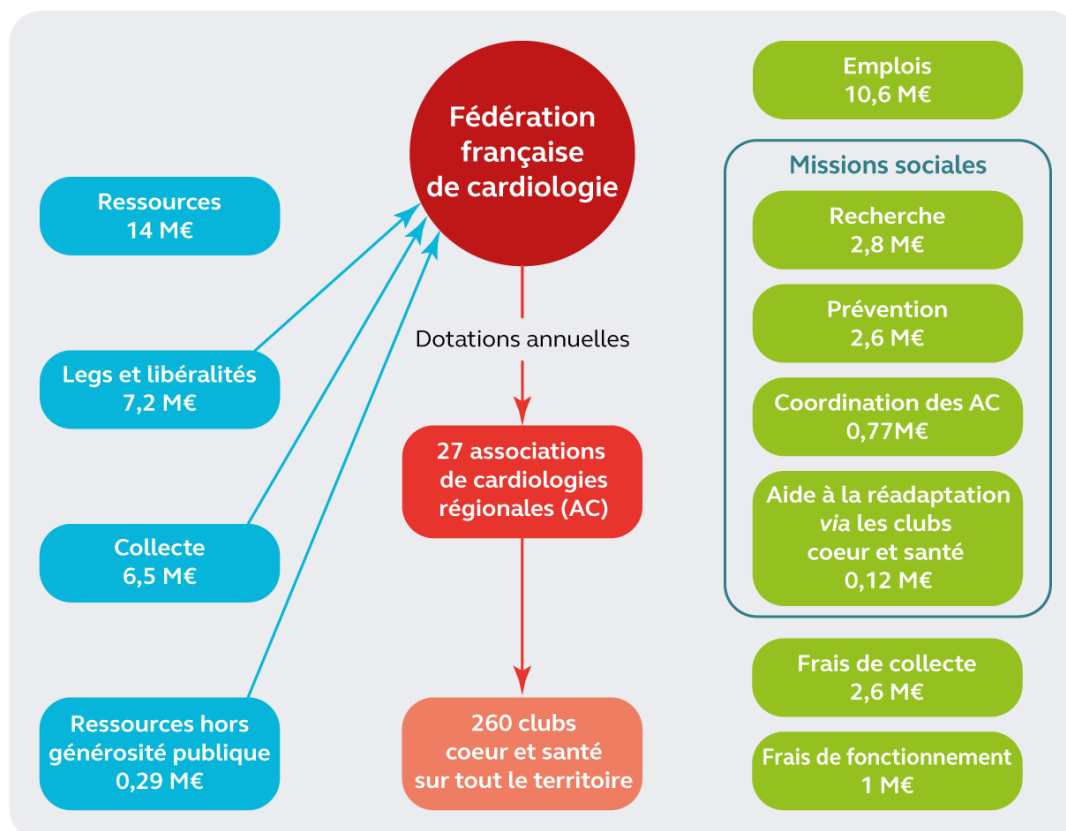 Fédération
française
de cardiologie
Ressources
14 M€
Legs et libéralités
7,2 M€
Collecte
6,5 M€
Ressources hors
générosité publique
0,29 M€
Dotations annuelles
27 associations
de cardiologies
régionales (AC)
260 clubs
coeur et santé
sur tout le territoire
Emplois
10,6 M€
Missions sociales
Recherche
2,8 M€
Prévention
2,6 M€
Coordination des AC
0,77M€
Aide à la réadaptation
via les clubs
coeur et santé
0,12 M€
Frais de collecte
2,6 M€
Frais de fonctionnement
1 M€